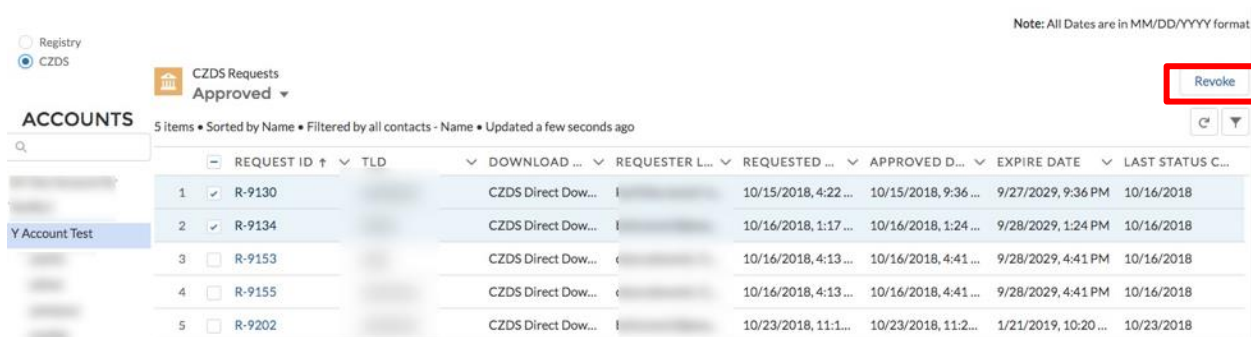 Note: All Dates are in MM/DD/YYYY format
Registry
CZDS
CZDS Requests
Approved
Revoke
ACCOUNTS
5 items • Sorted by Name • Filtered by all contacts - Name • Updated a few seconds ago
REQUEST ID ↑ TLD DOWNLOAD ... REQUESTER L... REQUESTED ... APPROVED D... EXPIRE DATE LAST STATUS C...
1 R-9130 CZDS Direct Dow... 10/15/2018, 4:22 ... 10/15/2018, 9:36 ... 9/27/2029, 9:36 PM 10/16/2018
Y Account Test
2 R-9134 CZDS Direct Dow... 10/16/2018, 1:17 ... 10/16/2018, 1:24 ... 9/28/2029, 1:24 PM 10/16/2018
3 R-9153 CZDS Direct Dow... 10/16/2018, 4:13 ... 10/16/2018, 4:41 ... 9/28/2029, 4:41 PM 10/16/2018
4 R-9155 CZDS Direct Dow... 10/16/2018, 4:13 ... 10/16/2018, 4:41 ... 9/28/2029, 4:41 PM 10/16/2018
5 R-9202 CZDS Direct Dow... 10/23/2018, 11:1... 10/23/2018, 11:2... 1/21/2019, 10:20 ... 10/23/2018